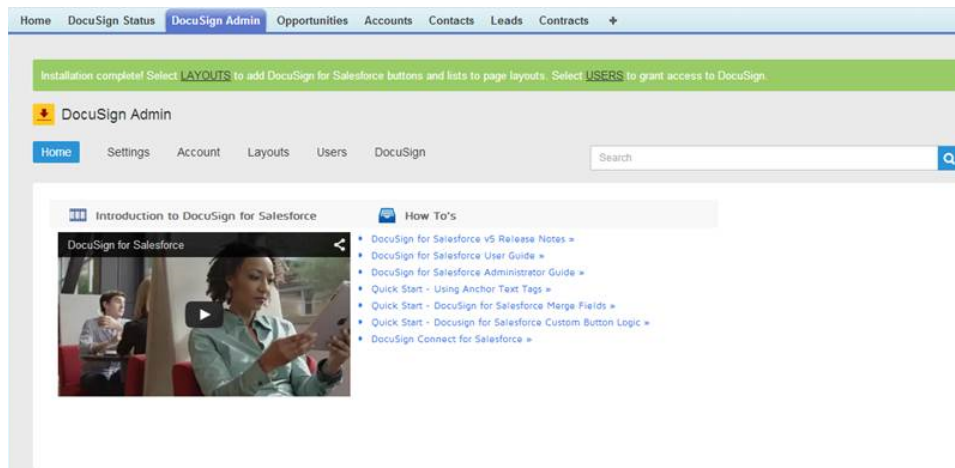 Home DocuSign Status DocuSign Admin Opportunities Accounts Contacts Leads Contracts +
Installation complete! Select LAYOUTS to add DocuSign for Salesforce buttons and lists to page layouts. Select USERS to grant access to DocuSign.
DocuSign Admin
Home Settings Account Layouts Users DocuSign Search
Introduction to DocuSign for Salesforce How To's
DocuSign for Salesforce
DocuSign for Salesforce v5 Release Notes »
DocuSign for Salesforce User Guide »
DocuSign for Salesforce Administrator Guide »
Quick Start - Using Anchor Text Tags »
Quick Start - DocuSign for Salesforce Merge Fields »
Quick Start - Docusign for Salesforce Custom Button Logic »
DocuSign Connect for Salesforce »